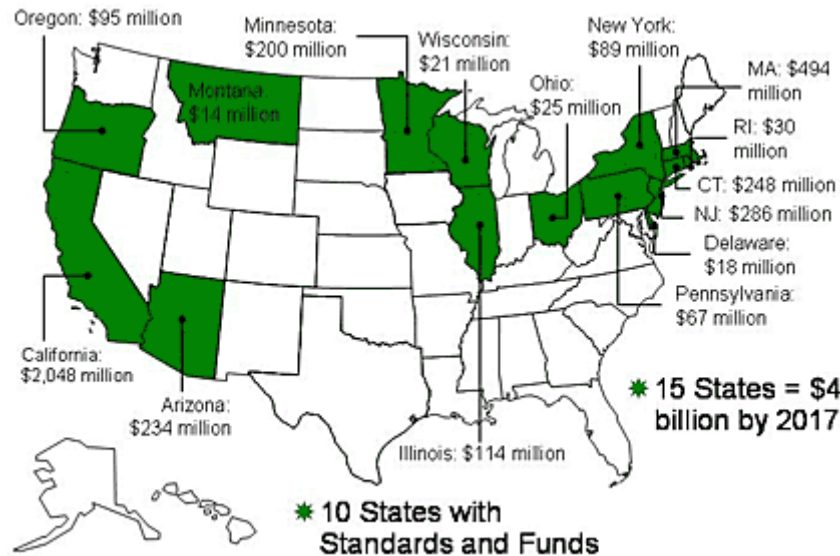 Oregon: $95 million
Minnesota:
$200 million
Wisconsin:
$21 million
New York:
$89 million
MA: $494
million
Ohio:
$25 million
Montana:
$14 million
RI: $30
million
CT: $248 million
NJ: $286 million
Delaware:
$18 million
Pennsylvania:
$67 million
California:
$2,048 million
Arizona:
$234 million
Illinois: $114 million
15 States = $4
billion by 2017
10 States with
Standards and Funds